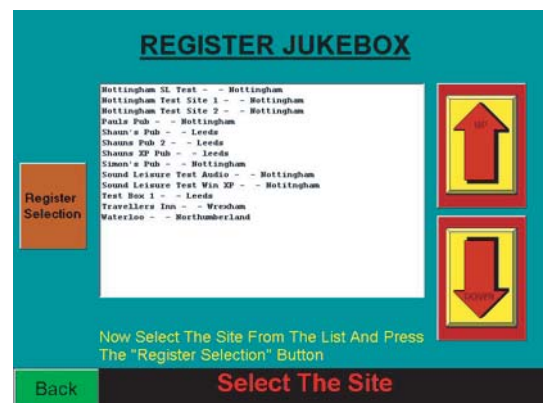 REGISTER JUKEBOX
Nottingham SL Test - - Nottingham
Nottingham Test Site 1 - - Nottingham
Nottingham Test Site 2 - - Nottingham
Pauls Pub - - Nottingham
Shaun's Pub - - Leeds
Shauns Pub 2 - - Leeds
Shauns XP Pub - - leeds
Simon's Pub - - Nottingham
Sound Leisure Test Audio - - Nottingham
Sound Leisure Test Win XP - - Notitngham
Test Box 1 - - Leeds
Travellers Inn - - Wrexham
Waterloo - - Northumberland
UP
Register
Selection
DOWN
Now Select The Site From The List And Press
The "Register Selection" Button
Back
Select The Site